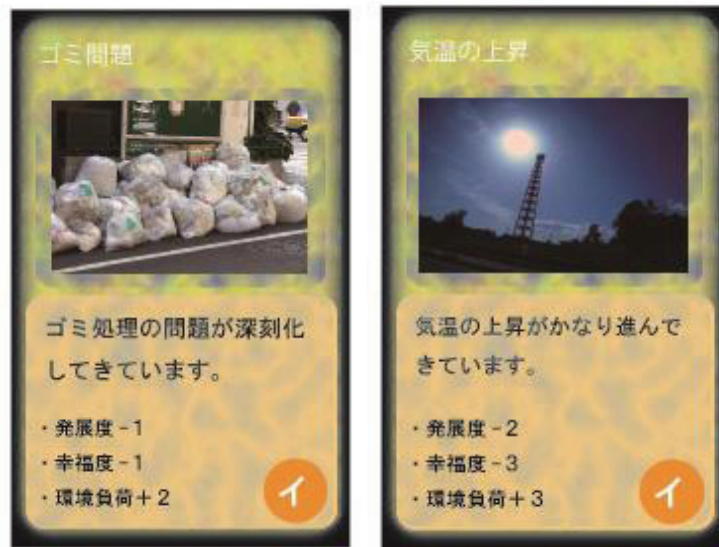 ゴミ問題
ゴミ処理の問題が深刻化
してきています。
・発展度-1
・幸福度-1
・環境負荷+2
イ
気温の上昇
気温の上昇がかなり進んで
きています。
・発展度-2
・幸福度-3
・環境負荷+3
イ